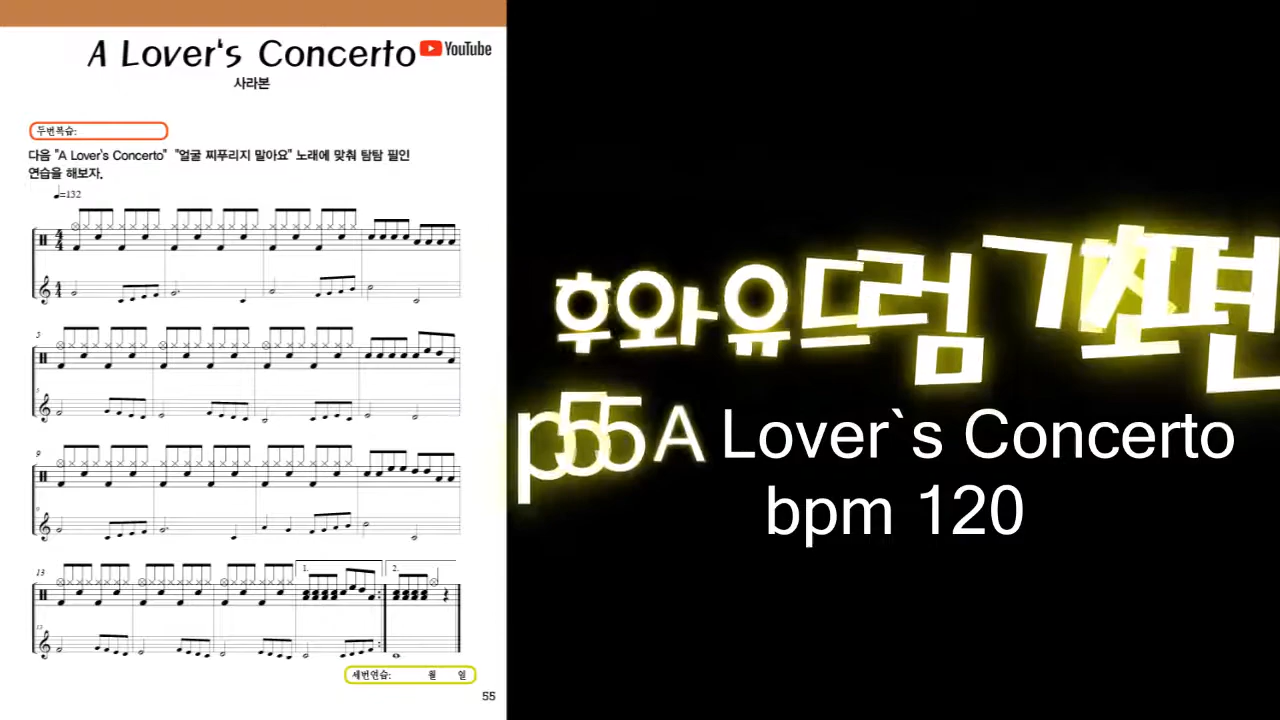 A Lover's Concerto YouTube
사라본
두번복습:
다음 "A Lover's Concerto" "얼굴 찌푸리지 말아요" 노래에 맞춰 탐탐 필인
연습을 해보자.
♩=132
5
9
13
1.
2.
세번연습: 월 일
55
후와 유드럼 기초편
p55 A Lover`s Concerto
bpm 120